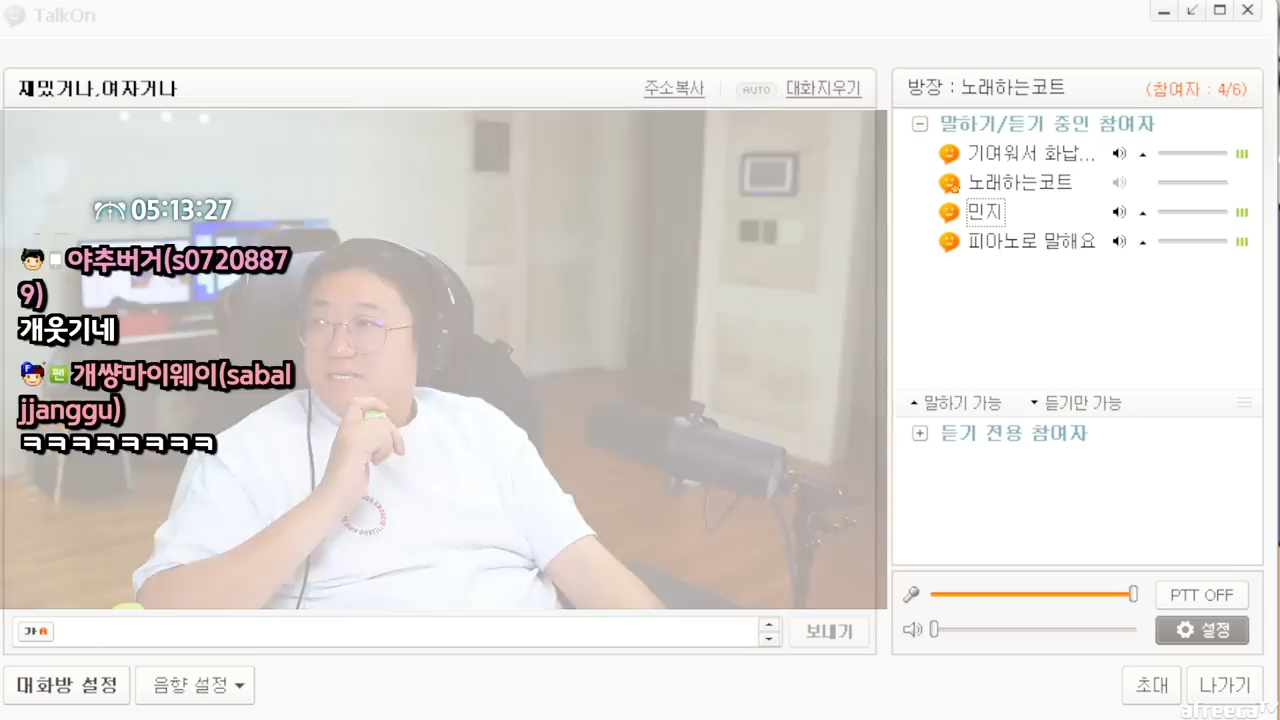 TalkOn
재밌거나,여자거나
주소복사
AUTO
대화지우기
방장 : 노래하는코트
(참여자 : 4/6)
말하기/듣기 중인 참여자
기여워서 화납...
노래하는코트
민지
피아노로 말해요
05:13:27
야추버거(s0720887
9)
개웃기네
팬 개썅마이웨이(sabal
jjanggu)
ㅋㅋㅋㅋㅋㅋㅋㅋ
말하기 가능
듣기만 가능
듣기 전용 참여자
PTT OFF
가A
보내기
설정
대화방 설정
음향 설정
초대
나가기
afreecaTV